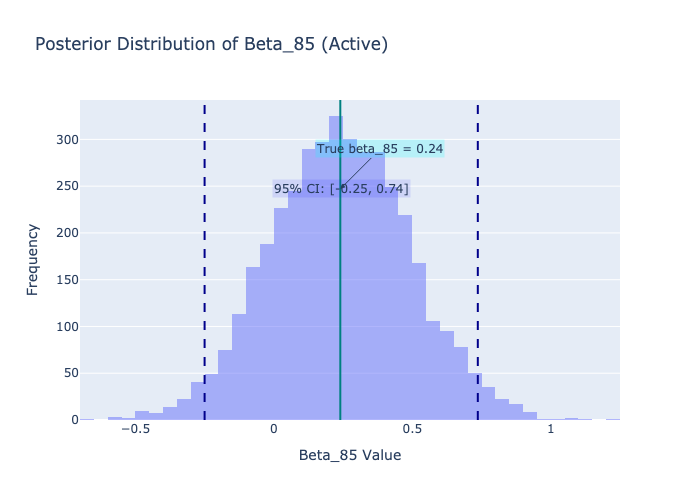 Posterior Distribution of Beta_85 (Active)
300
True beta_85 = 0.24
250
95% CI: [-0.25, 0.74]
200
150
100
50
0
Frequency
−0.5
0
0.5
1
Beta_85 Value